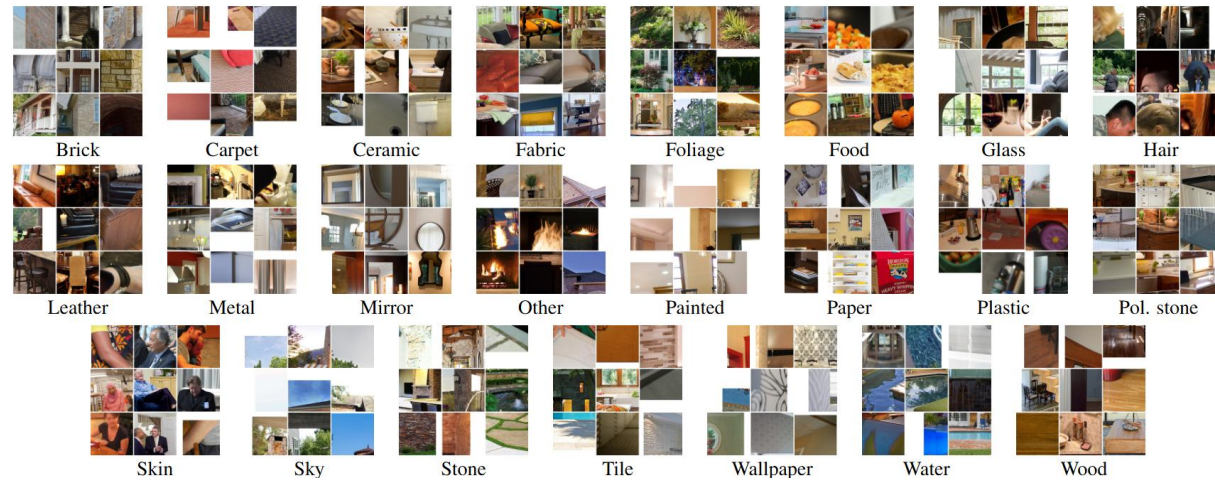 Brick Carpet Ceramic Fabric Foliage Food Glass Hair
Leather Metal Mirror Other Painted Paper Plastic Pol. stone
Skin Sky Stone Tile Wallpaper Water Wood